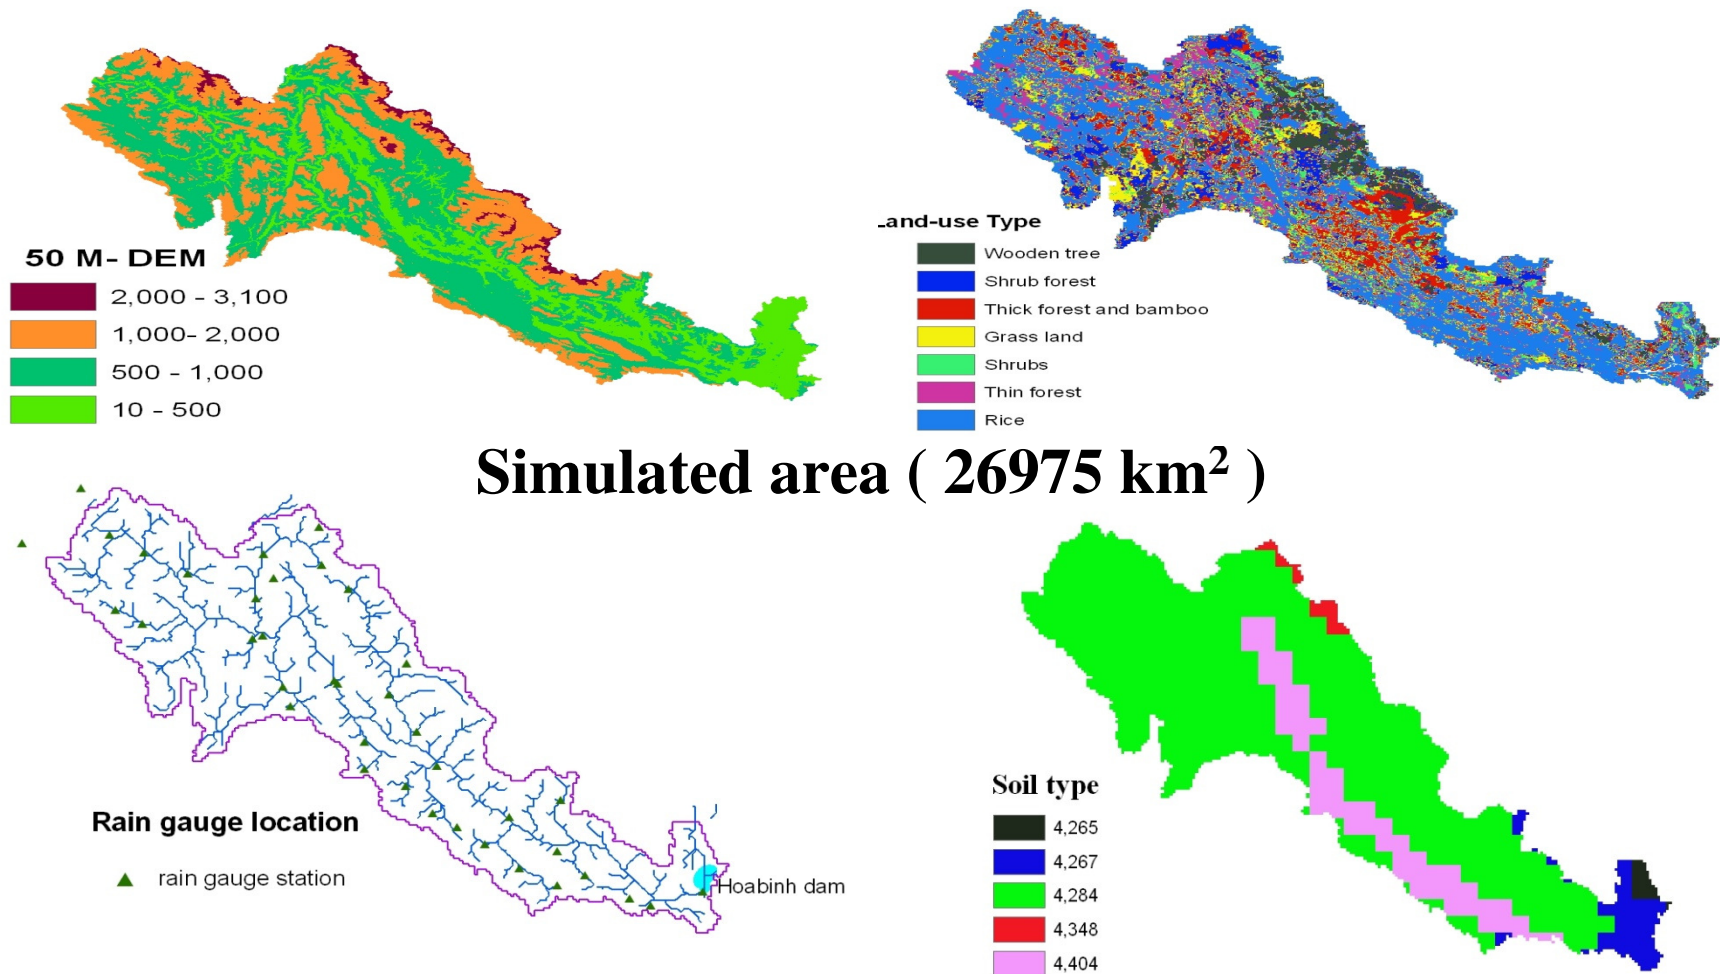 50 M- DEM
2,000 - 3,100
1,000- 2,000
500 - 1,000
10 - 500
and-use Type
Wooden tree
Shrub forest
Thick forest and bamboo
Grass land
Shrubs
Thin forest
Rice
Simulated area ( 26975 km² )
Rain gauge location
rain gauge station
Hoabinh dam
Soil type
4,265
4,267
4,284
4,348
4,404